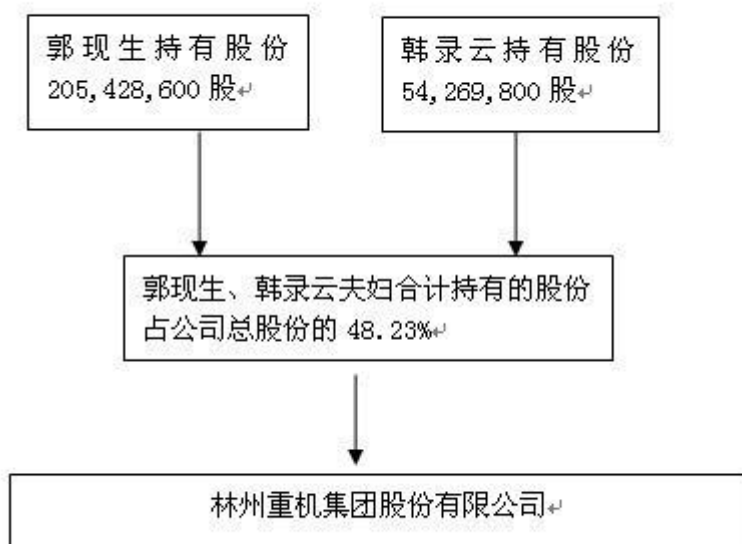 郭现生持有股份
205,428,600 股↵
韩录云持有股份
54,269,800 股↵
郭现生、韩录云夫妇合计持有的股份
占公司总股份的 48.23%↵
林州重机集团股份有限公司↵